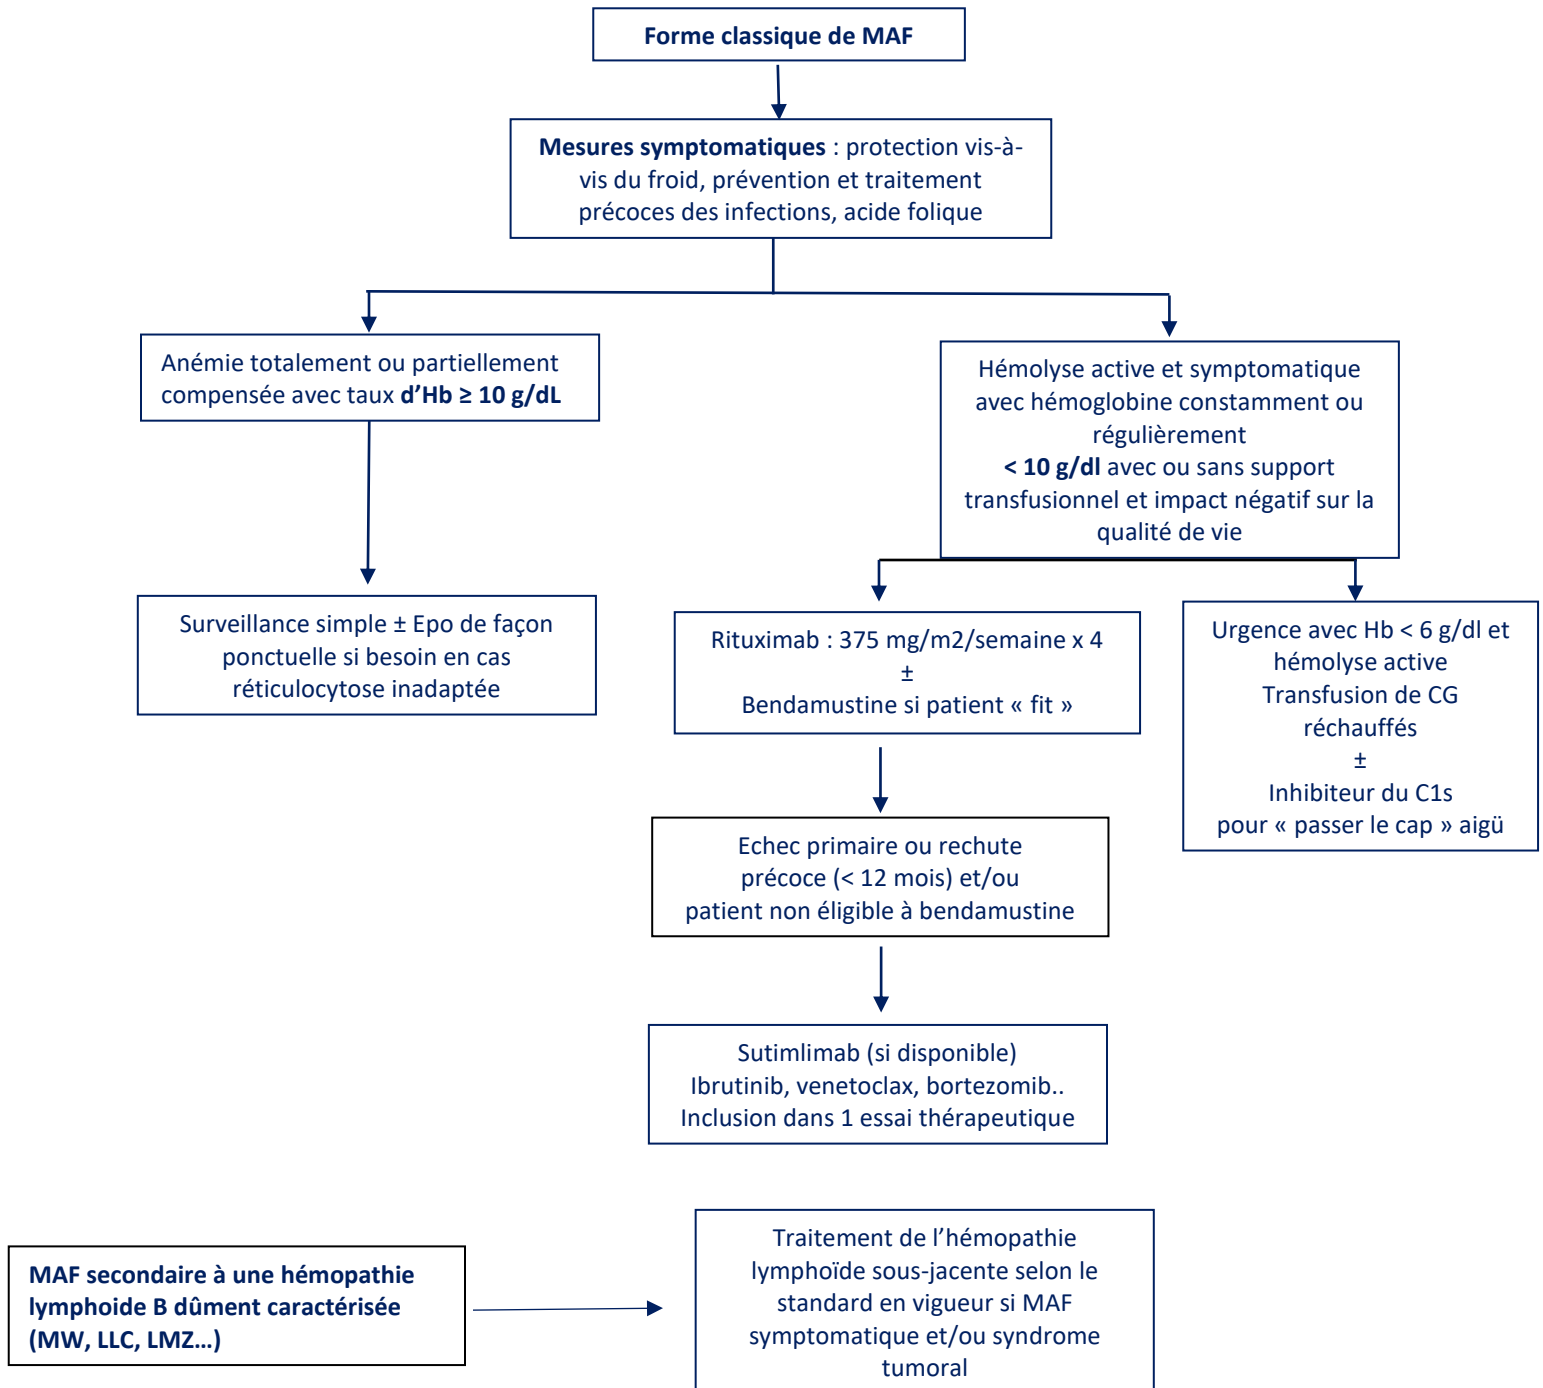 Forme classique de MAF
Mesures symptomatiques : protection vis-à-
vis du froid, prévention et traitement
précoces des infections, acide folique
Anémie totalement ou partiellement
compensée avec taux d’Hb ≥ 10 g/dL
Hémolyse active et symptomatique
avec hémoglobine constamment ou
régulièrement
< 10 g/dl avec ou sans support
transfusionnel et impact négatif sur la
qualité de vie
Surveillance simple ± Epo de façon
ponctuelle si besoin en cas
réticulocytose inadaptée
Rituximab : 375 mg/m2/semaine x 4
±
Bendamustine si patient « fit »
Urgence avec Hb < 6 g/dl et
hémolyse active
Transfusion de CG
réchauffés
±
Inhibiteur du C1s
pour « passer le cap » aigü
Echec primaire ou rechute
précoce (< 12 mois) et/ou
patient non éligible à bendamustine
Sutimlimab (si disponible)
Ibrutinib, venetoclax, bortezomib..
Inclusion dans 1 essai thérapeutique
MAF secondaire à une hémopathie
lymphoide B dûment caractérisée
(MW, LLC, LMZ…)
Traitement de l’hémopathie
lymphoïde sous-jacente selon le
standard en vigueur si MAF
symptomatique et/ou syndrome
tumoral